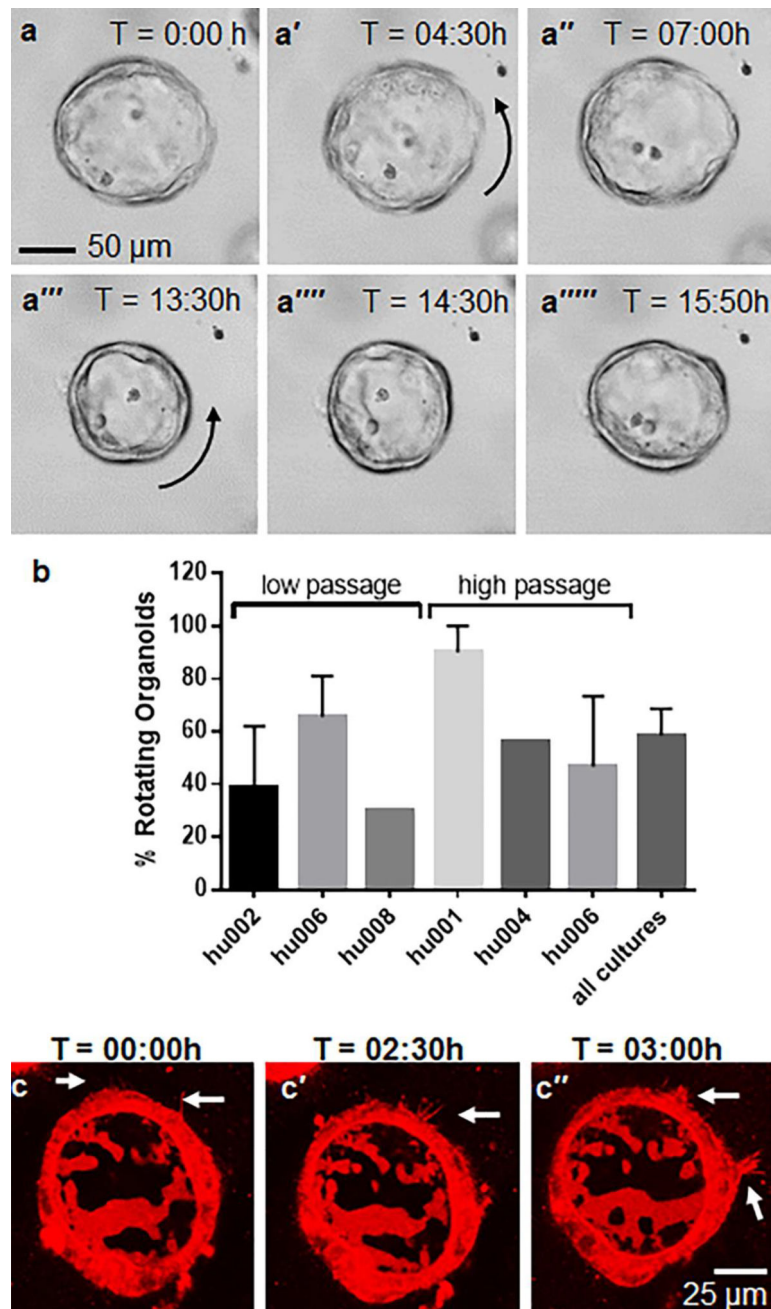 a T = 0:00 h
a′ T = 04:30h
a″ T = 07:00h
50 µm
a‴ T = 13:30h
a″″ T = 14:30h
a″‴ T = 15:50h
b
120
100
80
60
40
20
0
% Rotating Organoids
low passage
high passage
hu002
hu006
hu008
hu001
hu004
hu006
all cultures
T = 00:00h
T = 02:30h
T = 03:00h
c
c′
c″
25 µm